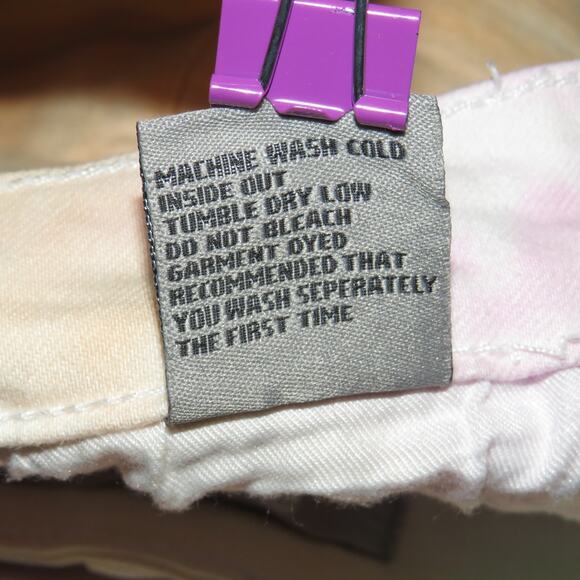 MACHINE WASH COLD
INSIDE OUT
TUMBLE DRY LOW
DO NOT BLEACH
GARMENT DYED
RECOMMENDED THAT
YOU WASH SEPERATELY
THE FIRST TIME